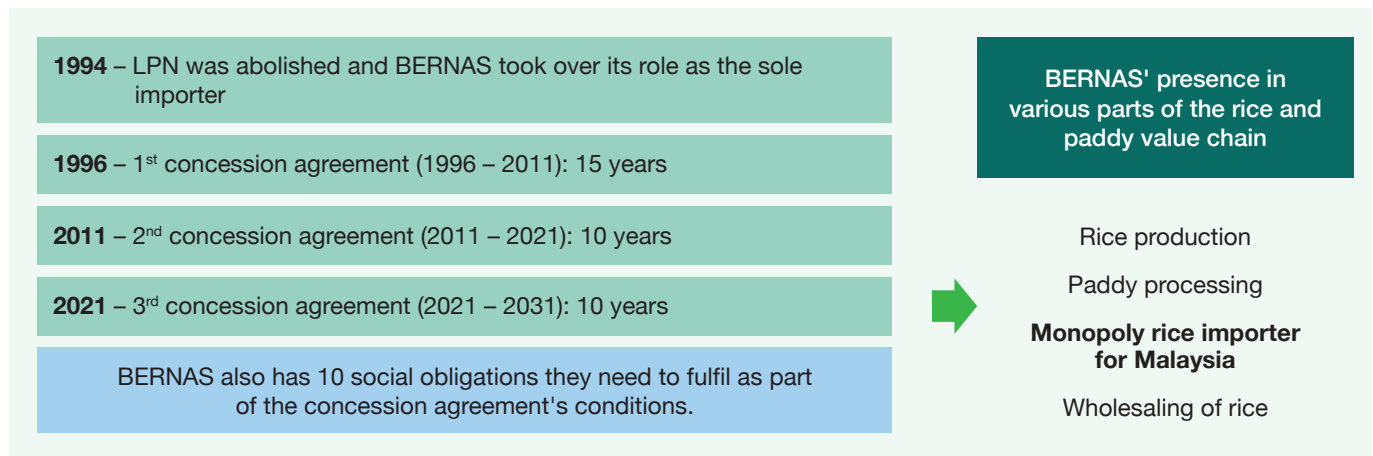 1994 – LPN was abolished and BERNAS took over its role as the sole
importer
1996 – 1st concession agreement (1996 – 2011): 15 years
2011 – 2nd concession agreement (2011 – 2021): 10 years
2021 – 3rd concession agreement (2021 – 2031): 10 years
BERNAS also has 10 social obligations they need to fulfil as part
of the concession agreement's conditions.
BERNAS' presence in
various parts of the rice and
paddy value chain
Rice production
Paddy processing
Monopoly rice importer
for Malaysia
Wholesaling of rice